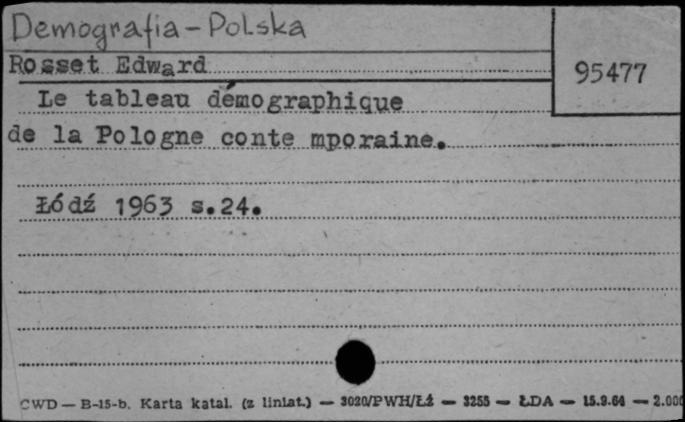 Demografia - Polska
Rosset Edward
95477
Le tableau démographique
de la Pologne conte mporaine.
Łódź 1963 s.24.
CWD — B-15-b. Karta katal. (z liniat.) — 3020/PWH/Łź — 3255 — ŁDA — 15.9.64 — 2.000